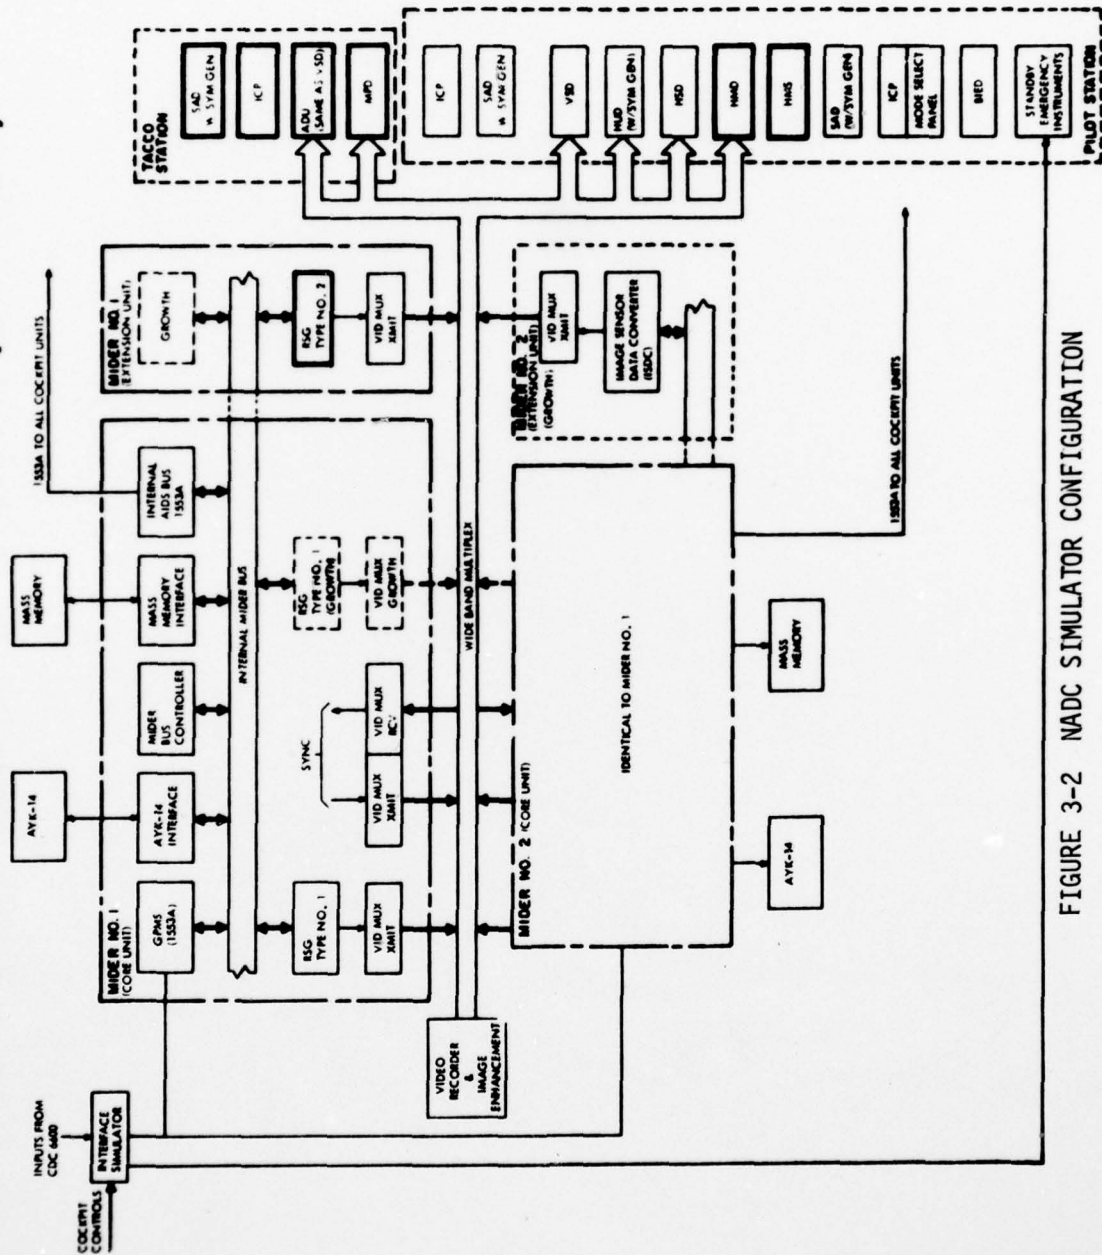 COCKPIT
CONTROLS
INPUTS FROM
CDC 6600
INTERFACE
SIMULATOR
AYK-14
MASS MEMORY
1553A TO ALL COCKPIT UNITS
MIDER NO. 1
(CORE UNIT)
GPMS
(1553A)
AYK-14
INTERFACE
MIDER
BUS
CONTROLLER
MASS
MEMORY
INTERFACE
INTERNAL
AIDS BUS
1553A
INTERNAL MIDER BUS
RSG
TYPE NO. 1
VID MUX
XMIT
SYNC
VID MUX
XMIT
VID MUX
RCV
RSG
TYPE NO. 1
(GROWTH)
VID MUX
GROWTH
MIDER NO. 1
(EXTENSION UNIT)
GROWTH
RSG
TYPE NO. 2
VID MUX
XMIT
VIDEO
RECORDER
&
IMAGE
ENHANCEMENT
WIDE BAND MULTIPLEX
MIDER NO. 2 (CORE UNIT)
IDENTICAL TO MIDER NO. 1
AYK-14
MASS
MEMORY
MIDER NO. 2
(EXTENSION UNIT)
(GROWTH)
VID MUX
XMIT
IMAGE SENSOR
DATA CONVERTER
(ISDC)
1553A TO ALL COCKPIT UNITS
TACCO
STATION
SAD
W SYM GEN
ICP
ADU
(SAME AS VSD)
MPD
ICP
SAD
W SYM GEN
VSD
HUD
(W/SYM GEN)
HSD
HMD
HMS
SAD
(W/SYM GEN)
ICP
MODE SELECT
PANEL
BIED
STANDBY
EMERGENCY
INSTRUMENTS
PILOT STATION
FIGURE 3-2 NADC SIMULATOR CONFIGURATION